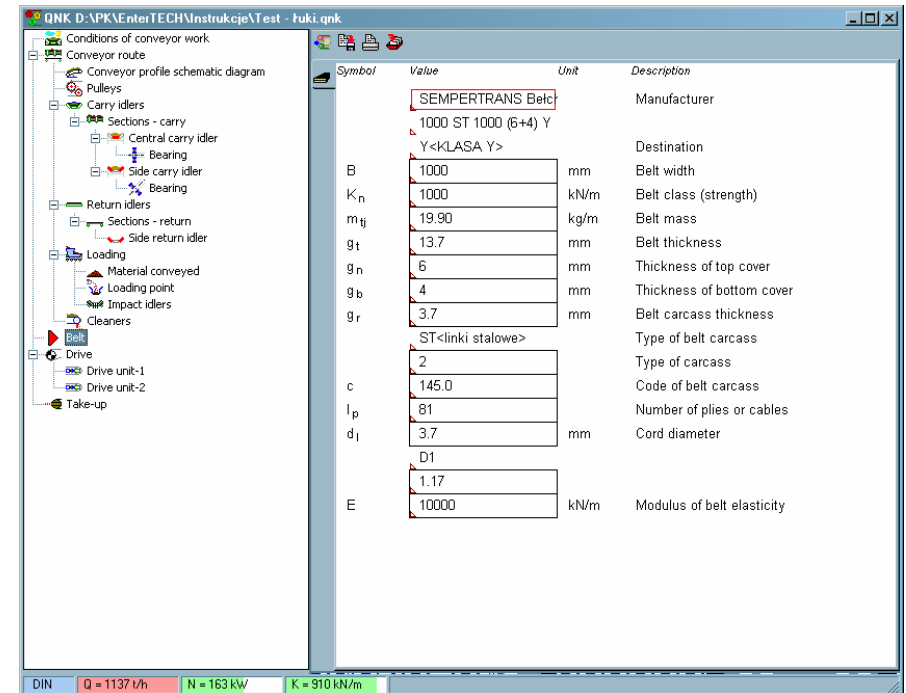 QNK D:\PK\EnterTECH\Instrukcje\Test - łuki.qnk
Conditions of conveyor work
Conveyor route
Conveyor profile schematic diagram
Pulleys
Carry idlers
Sections - carry
Central carry idler
Bearing
Side carry idler
Bearing
Return idlers
Sections - return
Side return idler
Loading
Material conveyed
Loading point
Impact idlers
Cleaners
Belt
Drive
Drive unit-1
Drive unit-2
Take-up
Symbol Value Unit Description
SEMPERTRANS Bełch Manufacturer
1000 ST 1000 (6+4) Y
Y<KLASA Y> Destination
B 1000 mm Belt width
Kn 1000 kN/m Belt class (strength)
mtj 19.90 kg/m Belt mass
gt 13.7 mm Belt thickness
gn 6 mm Thickness of top cover
gb 4 mm Thickness of bottom cover
gr 3.7 mm Belt carcass thickness
ST<linki stalowe> Type of belt carcass
2 Type of carcass
c 145.0 Code of belt carcass
lp 81 Number of plies or cables
dl 3.7 mm Cord diameter
D1
1.17
E 10000 kN/m Modulus of belt elasticity
DIN Q = 1137 t/h N = 163 kW K = 910 kN/m